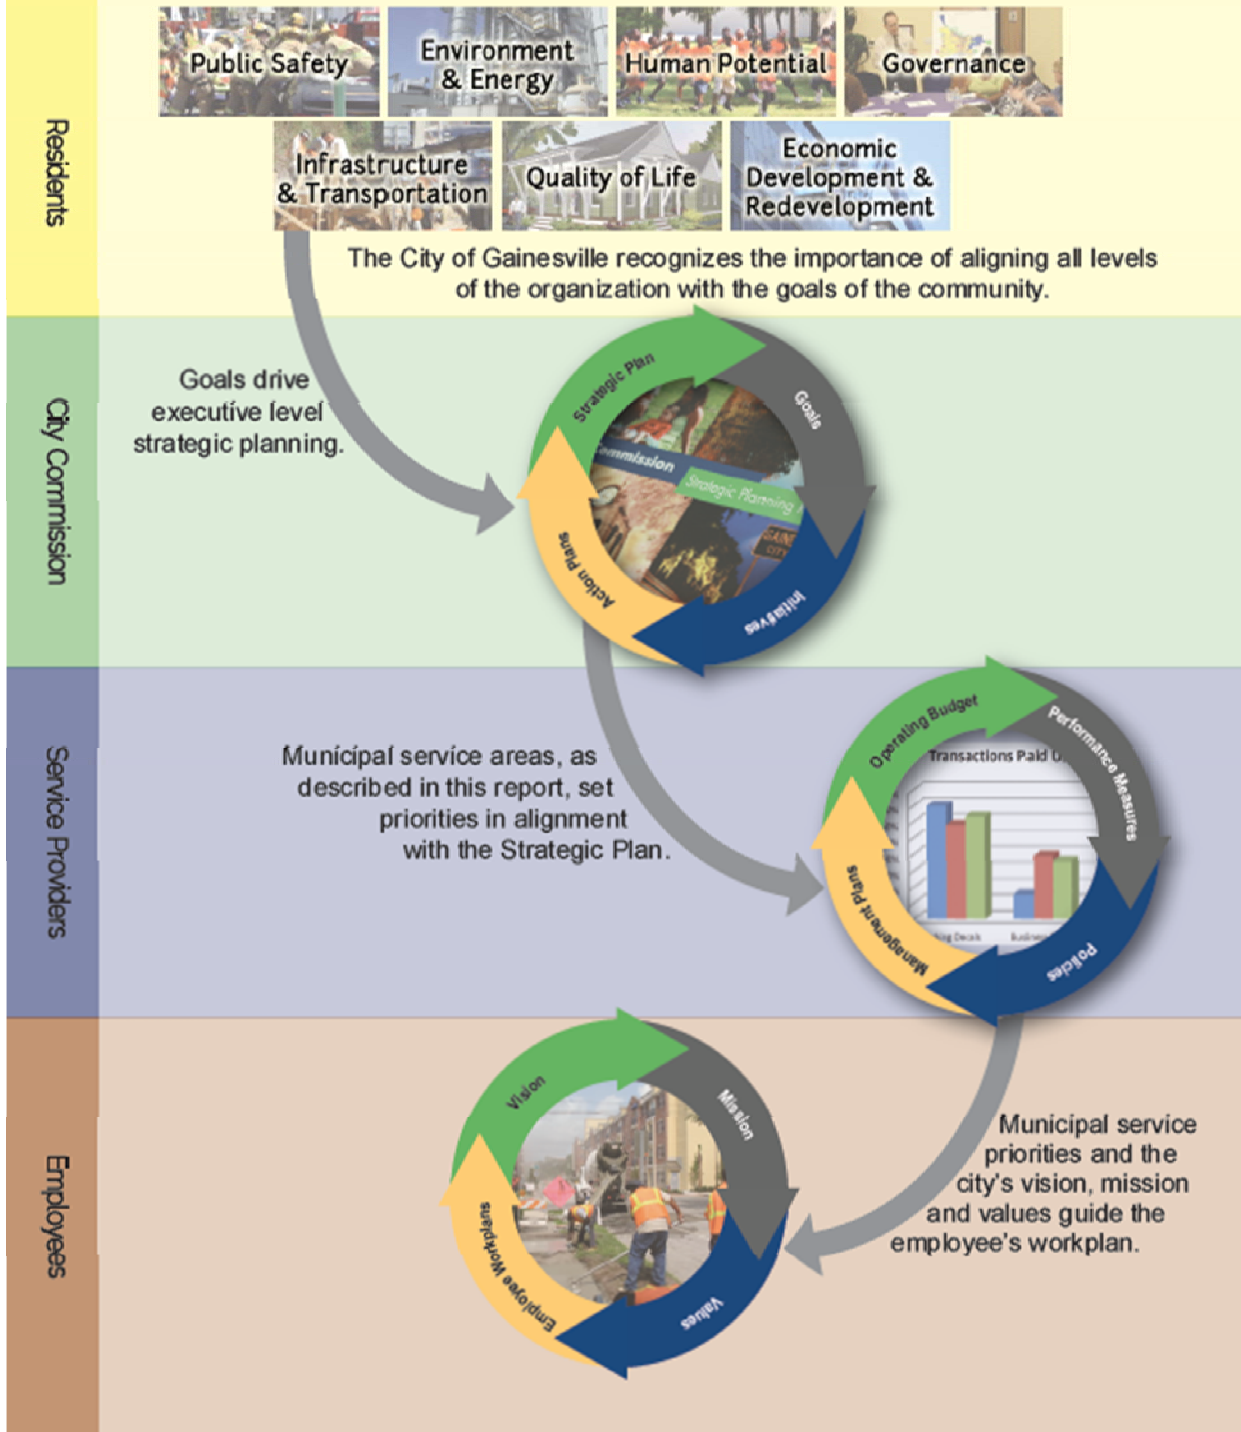 Residents
Public Safety
Environment
& Energy
Human Potential
Governance
Infrastructure
& Transportation
Quality of Life
Economic
Development &
Redevelopment
The City of Gainesville recognizes the importance of aligning all levels
of the organization with the goals of the community.
City Commission
Goals drive
executive level
strategic planning.
Strategic Plan
Goals
Initiatives
Action Plans
ommission
Strategic Planning
GAINE
CITY
Service Providers
Municipal service areas, as
described in this report, set
priorities in alignment
with the Strategic Plan.
Operating Budget
Performance Measures
Policies
Management Plans
Transactions Paid
Decals
Business
Employees
Vision
Mission
Values
Employee Workplans
Municipal service
priorities and the
city's vision, mission
and values guide the
employee's workplan.